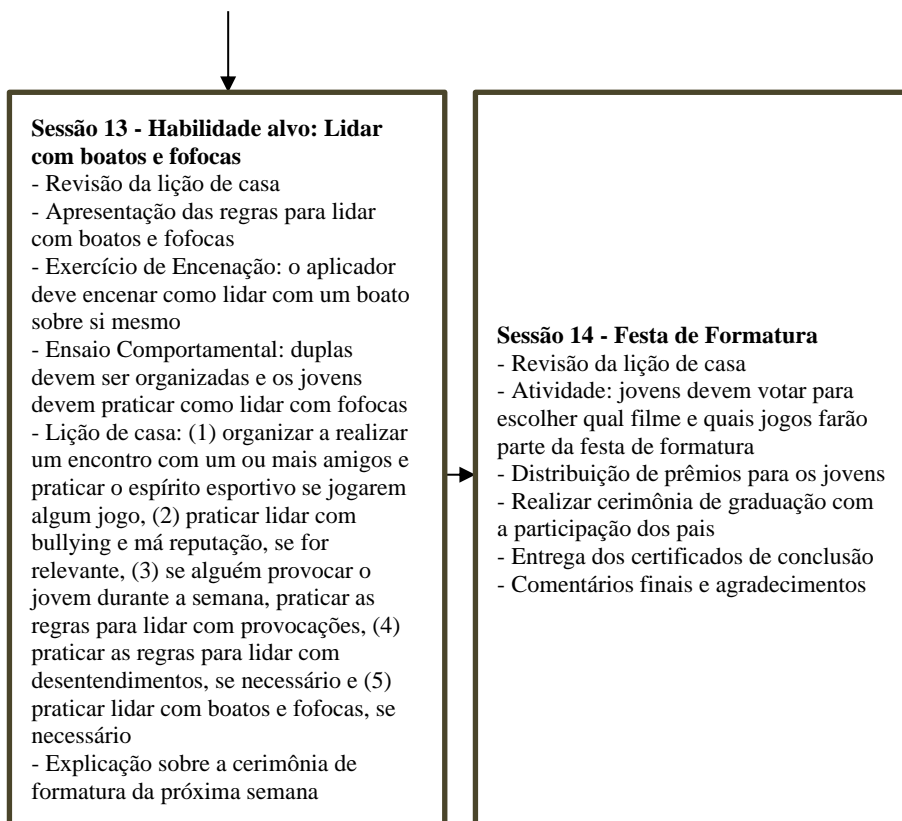 Sessão 13 - Habilidade alvo: Lidar
com boatos e fofocas
- Revisão da lição de casa
- Apresentação das regras para lidar
com boatos e fofocas
- Exercício de Encenação: o aplicador
deve encenar como lidar com um boato
sobre si mesmo
- Ensaio Comportamental: duplas
devem ser organizadas e os jovens
devem praticar como lidar com fofocas
- Lição de casa: (1) organizar a realizar
um encontro com um ou mais amigos e
praticar o espírito esportivo se jogarem
algum jogo, (2) praticar lidar com
bullying e má reputação, se for
relevante, (3) se alguém provocar o
jovem durante a semana, praticar as
regras para lidar com provocações, (4)
praticar as regras para lidar com
desentendimentos, se necessário e (5)
praticar lidar com boatos e fofocas, se
necessário
- Explicação sobre a cerimônia de
formatura da próxima semana
Sessão 14 - Festa de Formatura
- Revisão da lição de casa
- Atividade: jovens devem votar para
escolher qual filme e quais jogos farão
parte da festa de formatura
- Distribuição de prêmios para os jovens
- Realizar cerimônia de graduação com
a participação dos pais
- Entrega dos certificados de conclusão
- Comentários finais e agradecimentos